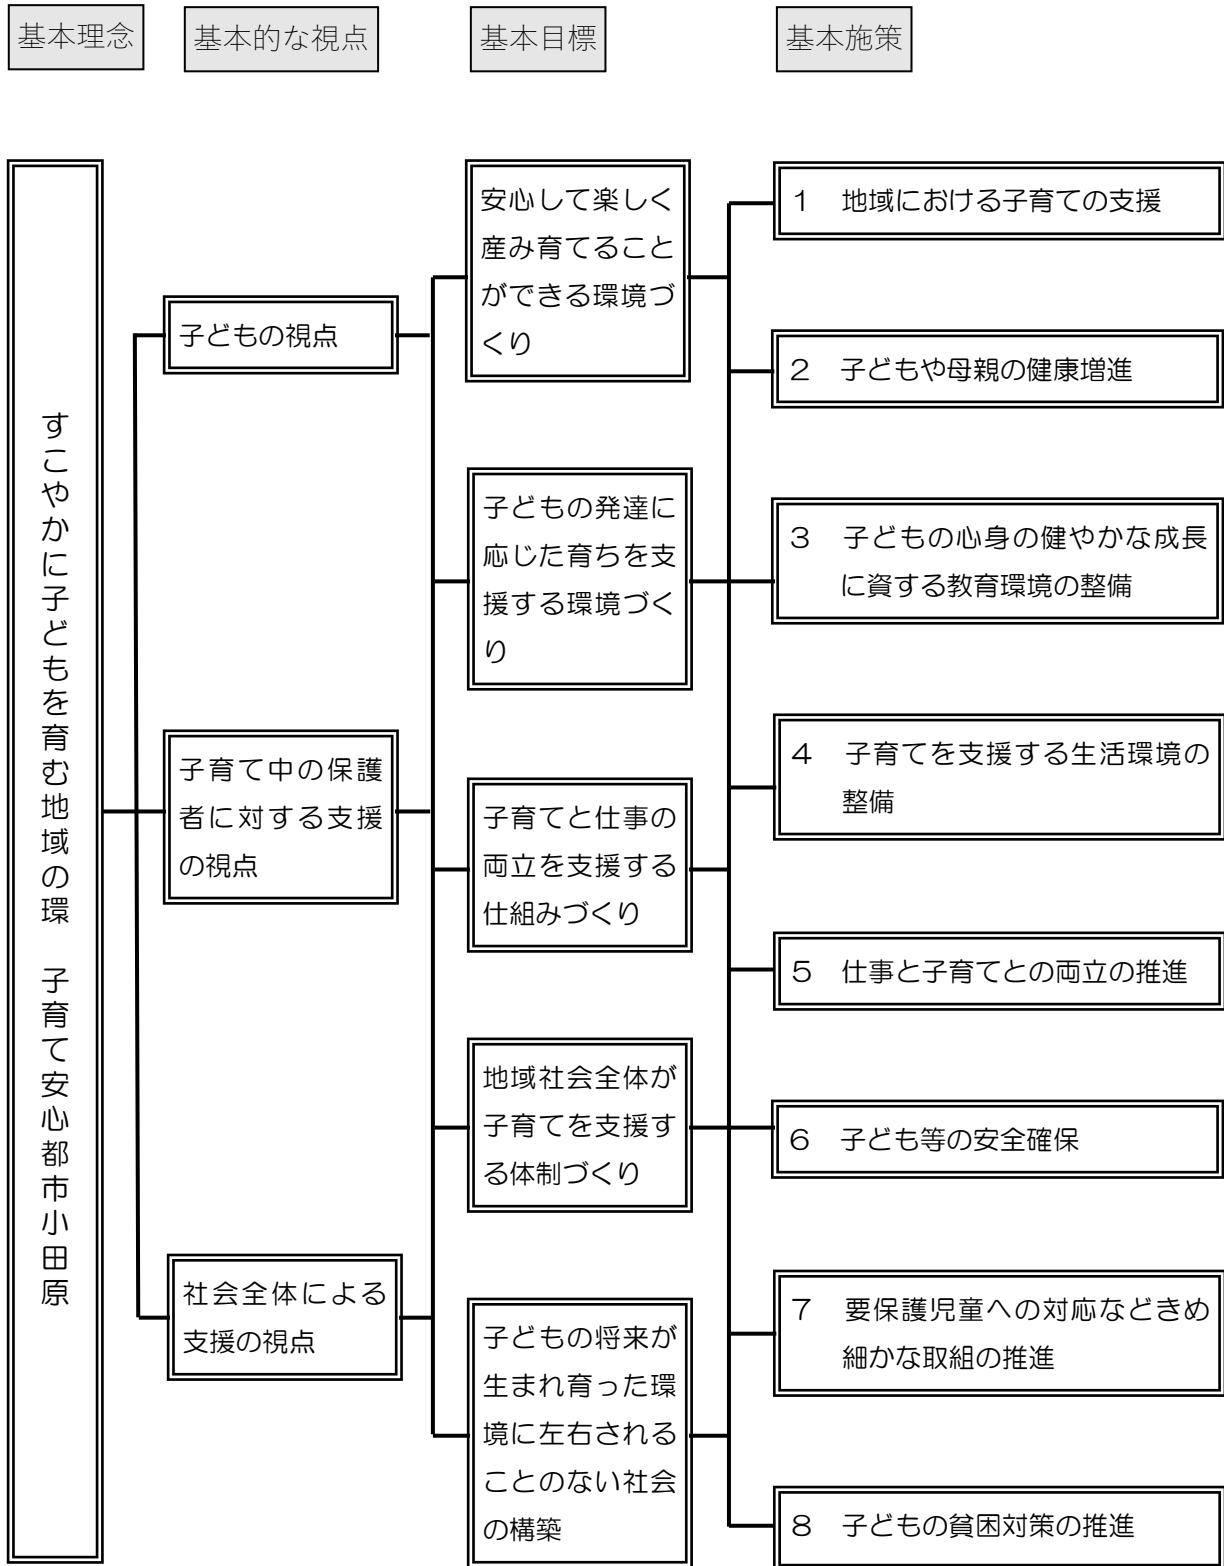 基本理念
基本的な視点
基本目標
基本施策
すこやかに子どもを育む地域の環　子育て安心都市小田原
子どもの視点
子育て中の保護
者に対する支援
の視点
社会全体による
支援の視点
安心して楽しく
産み育てること
ができる環境づ
くり
子どもの発達に
応じた育ちを支
援する環境づく
り
子育てと仕事の
両立を支援する
仕組みづくり
地域社会全体が
子育てを支援す
る体制づくり
子どもの将来が
生まれ育った環
境に左右される
ことのない社会
の構築
１　地域における子育ての支援
２　子どもや母親の健康増進
３　子どもの心身の健やかな成長
に資する教育環境の整備
４　子育てを支援する生活環境の
整備
５　仕事と子育てとの両立の推進
６　子ども等の安全確保
７　要保護児童への対応などきめ
細かな取組の推進
８　子どもの貧困対策の推進